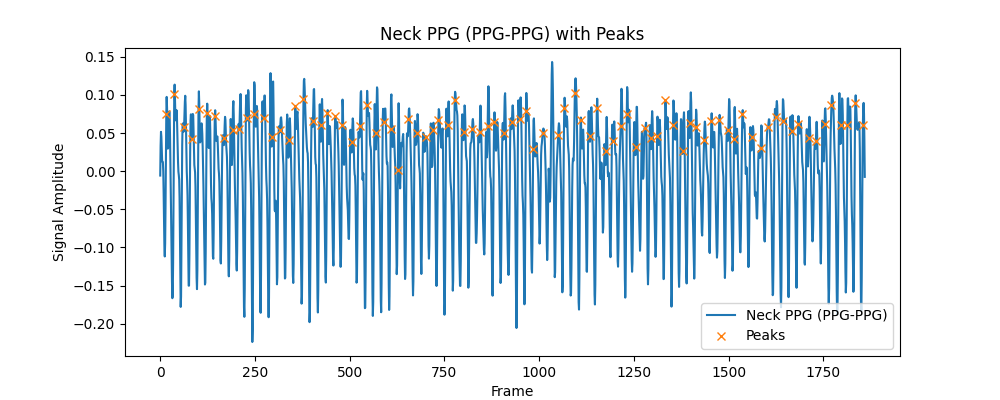 Neck PPG (PPG-PPG) with Peaks
0.15
0.10
0.05
0.00
−0.05
−0.10
−0.15
−0.20
Signal Amplitude
0 250 500 750 1000 1250 1500 1750
Frame
Neck PPG (PPG-PPG)
Peaks